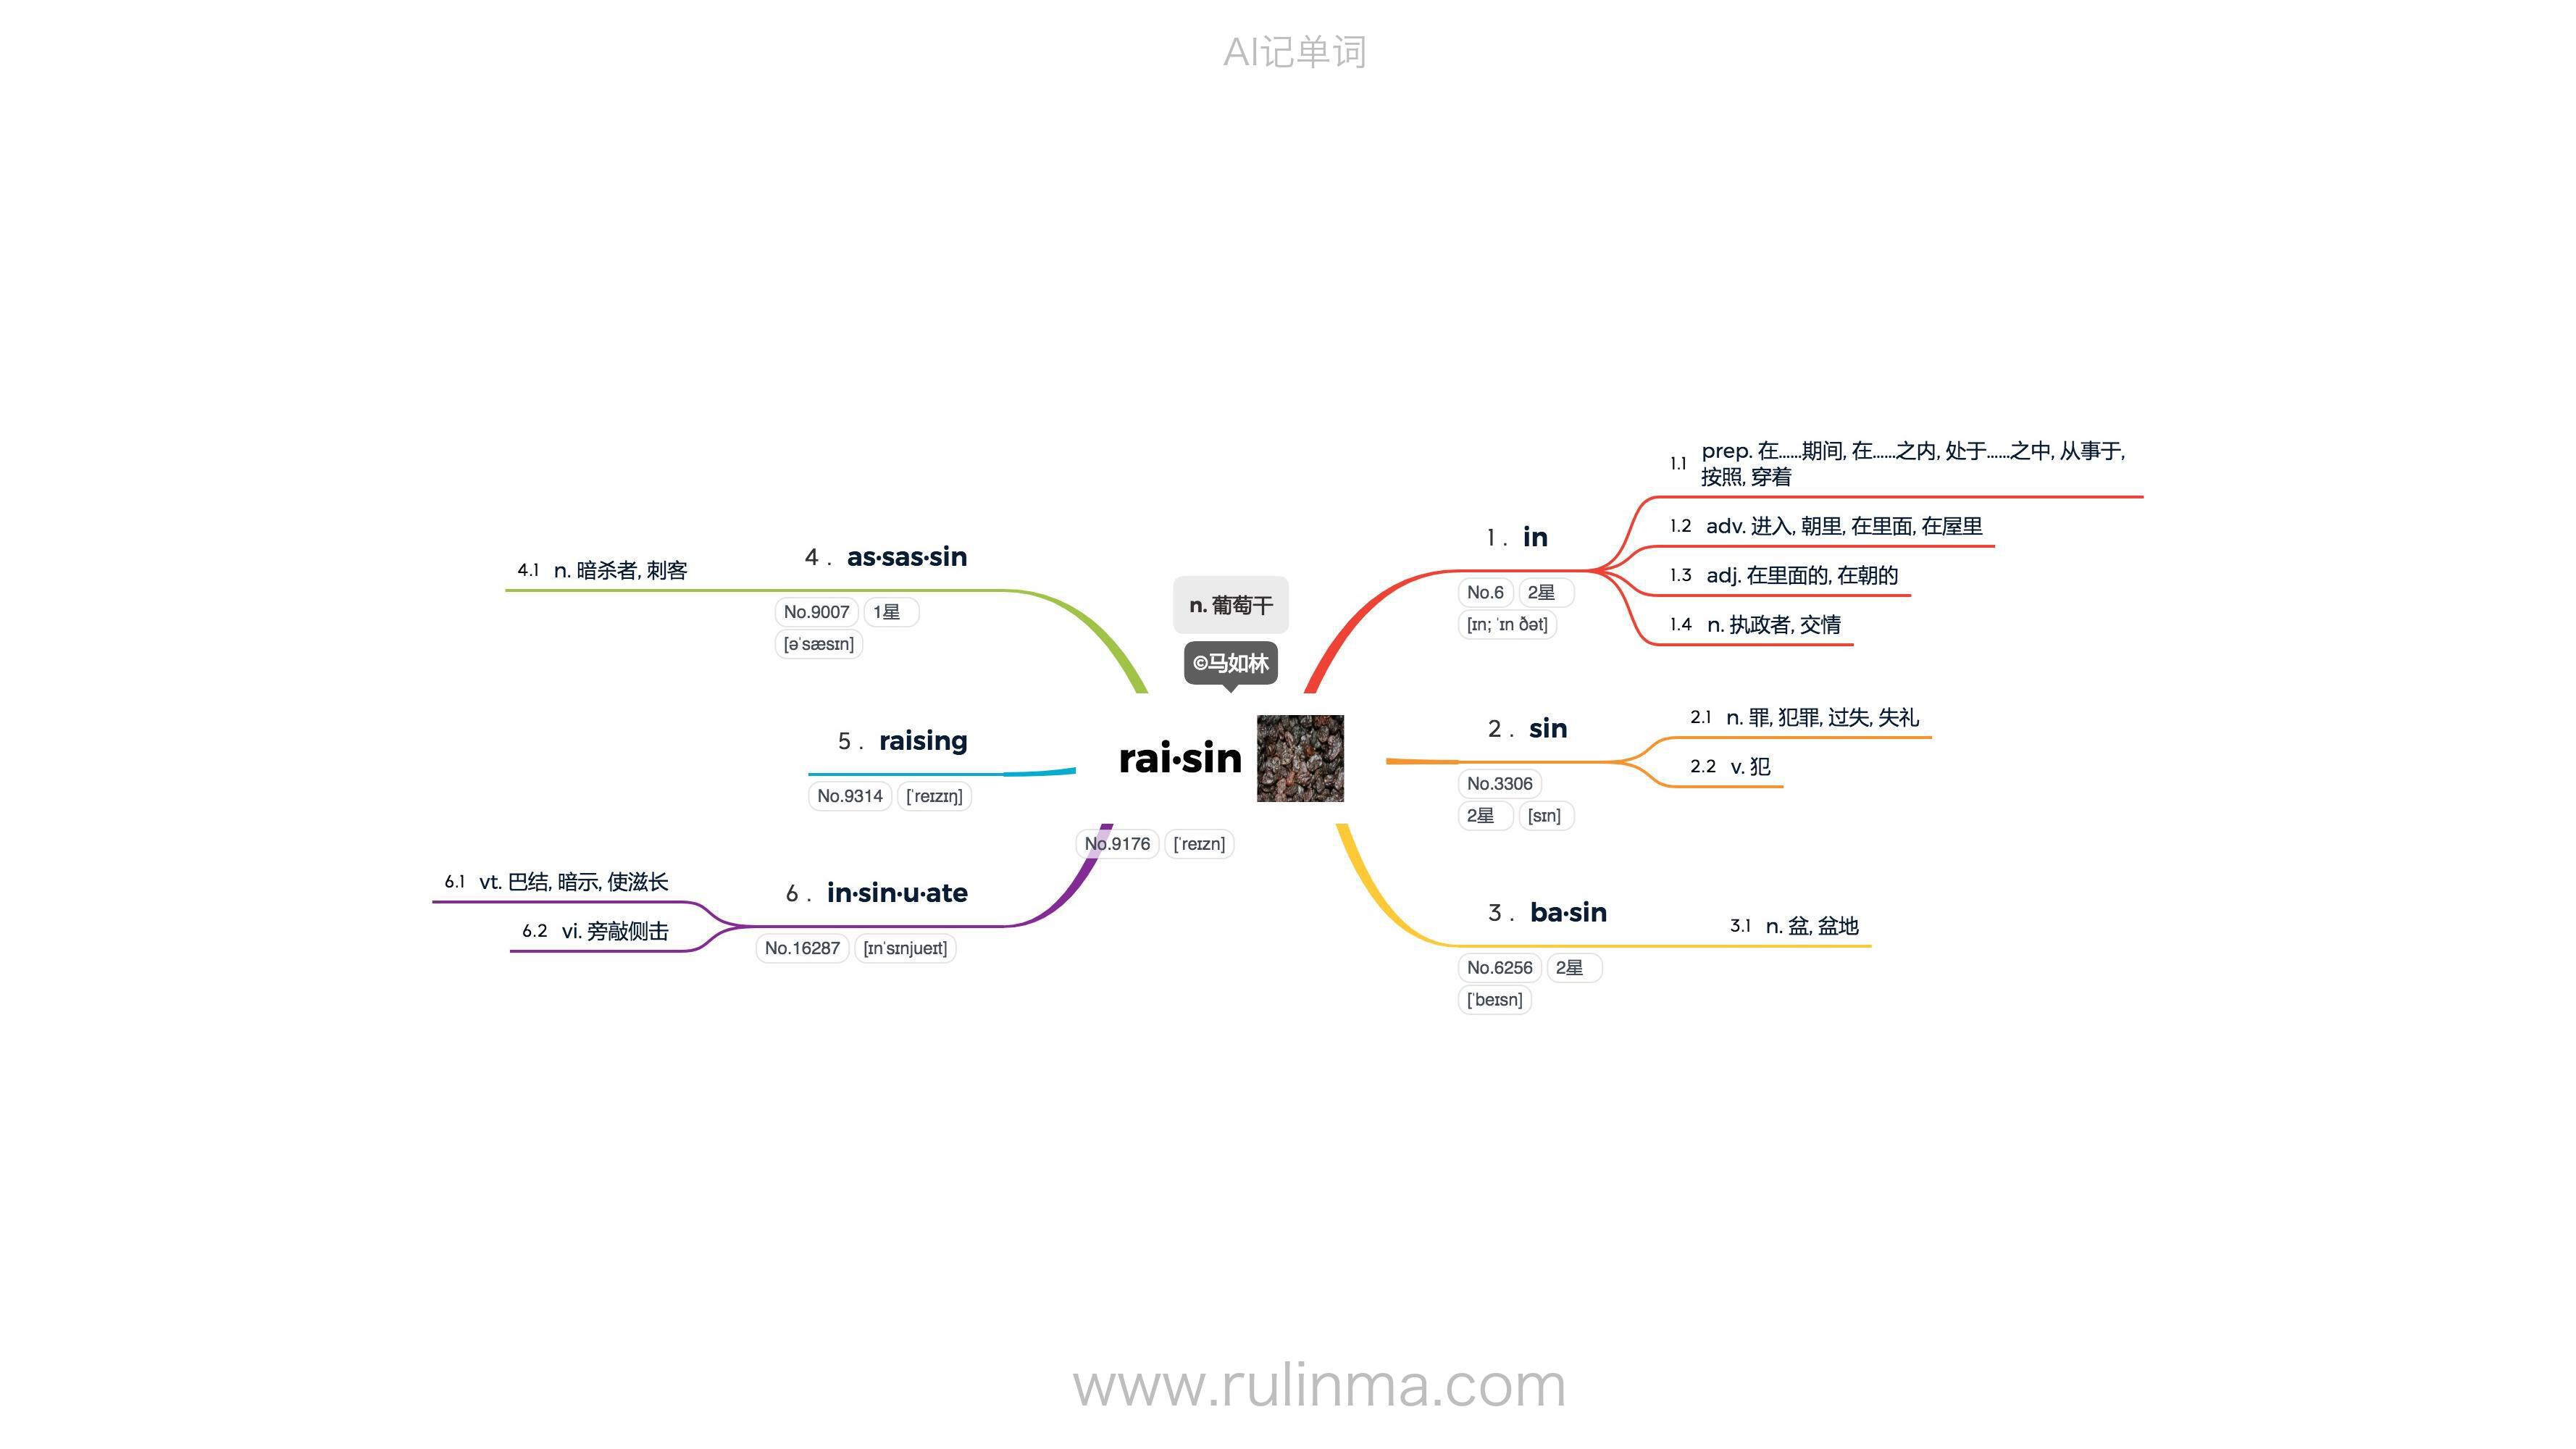 AI记单词
n. 葡萄干
©马如林
rai·sin
No.9176 [ˈreɪzn]
1. in
No.6 2星
[ɪn; ˈɪn ðət]
1.1 prep. 在……期间, 在……之内, 处于……之中, 从事于,
按照, 穿着
1.2 adv. 进入, 朝里, 在里面, 在屋里
1.3 adj. 在里面的, 在朝的
1.4 n. 执政者, 交情
2. sin
No.3306
2星 [sɪn]
2.1 n. 罪, 犯罪, 过失, 失礼
2.2 v. 犯
3. ba·sin
No.6256 2星
[ˈbeɪsn]
3.1 n. 盆, 盆地
4. as·sas·sin
No.9007 1星
[əˈsæsɪn]
4.1 n. 暗杀者, 刺客
5. raising
No.9314 [ˈreɪzɪŋ]
6. in·sin·u·ate
No.16287 [ɪnˈsɪnjueɪt]
6.1 vt. 巴结, 暗示, 使滋长
6.2 vi. 旁敲侧击
www.rulinma.com